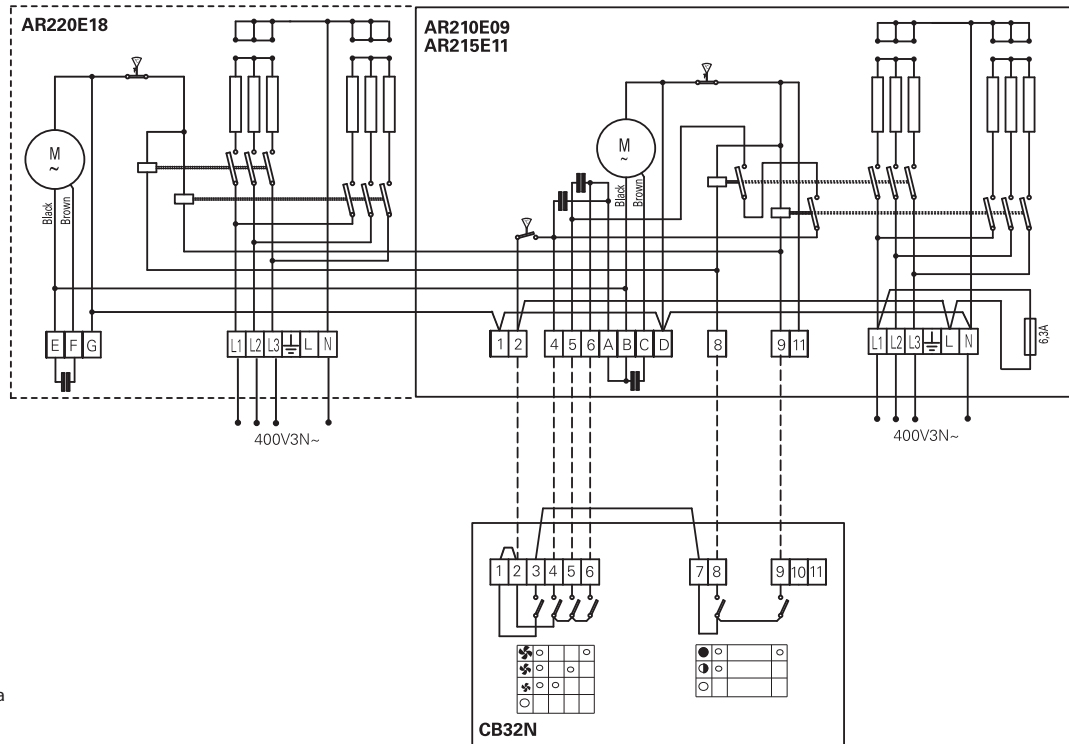 AR220E18
AR210E09
AR215E11
M
~
Black
Brown
M
~
Black
Brown
E F G
L1 L2 L3 L N
1 2
4 5 6 A B C D
8
9 11
L1 L2 L3 L N
6,3A
400V3N~
400V3N~
1 2 3 4 5 6
7 8
9 10 11
a
CB32N